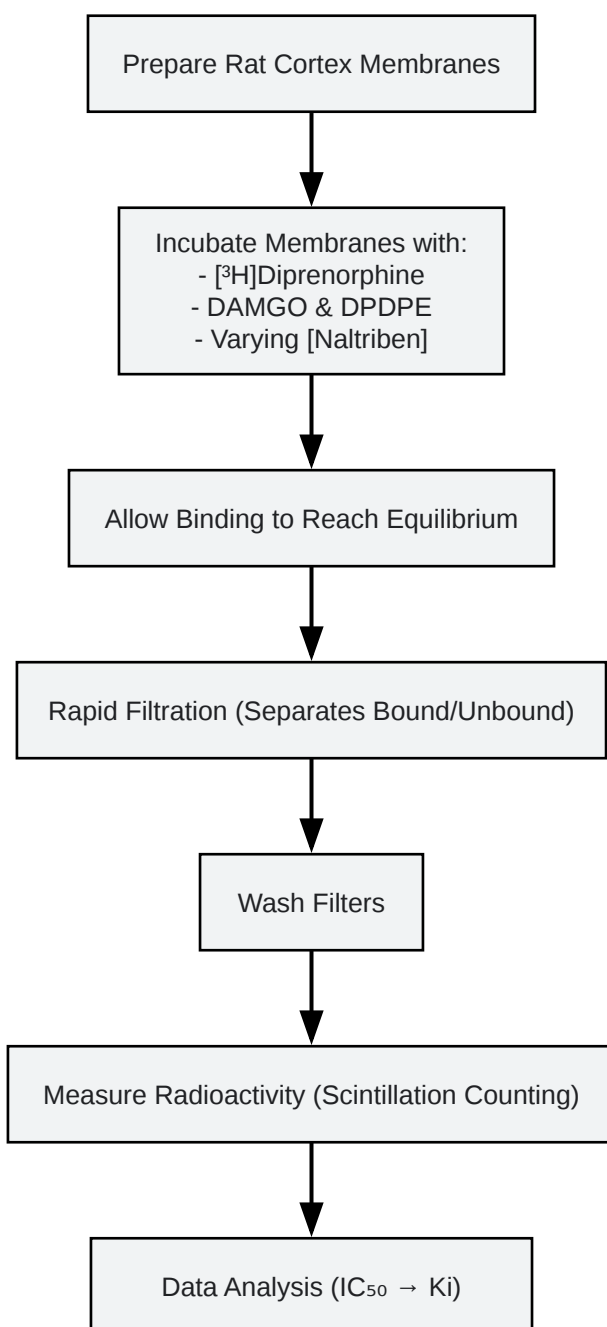 Prepare Rat Cortex Membranes
Incubate Membranes with:
- [³H]Diprenorphine
- DAMGO & DPDPE
- Varying [Naltriben]
Allow Binding to Reach Equilibrium
Rapid Filtration (Separates Bound/Unbound)
Wash Filters
Measure Radioactivity (Scintillation Counting)
Data Analysis (IC₅₀ → Ki)